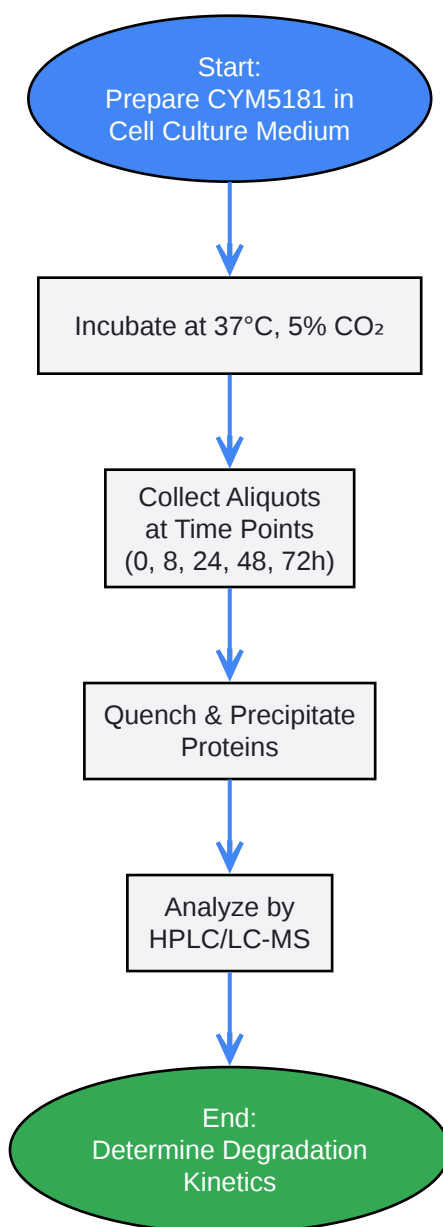 Start:
Prepare CYM5181 in
Cell Culture Medium
Incubate at 37°C, 5% CO₂
Collect Aliquots
at Time Points
(0, 8, 24, 48, 72h)
Quench & Precipitate
Proteins
Analyze by
HPLC/LC-MS
End:
Determine Degradation
Kinetics